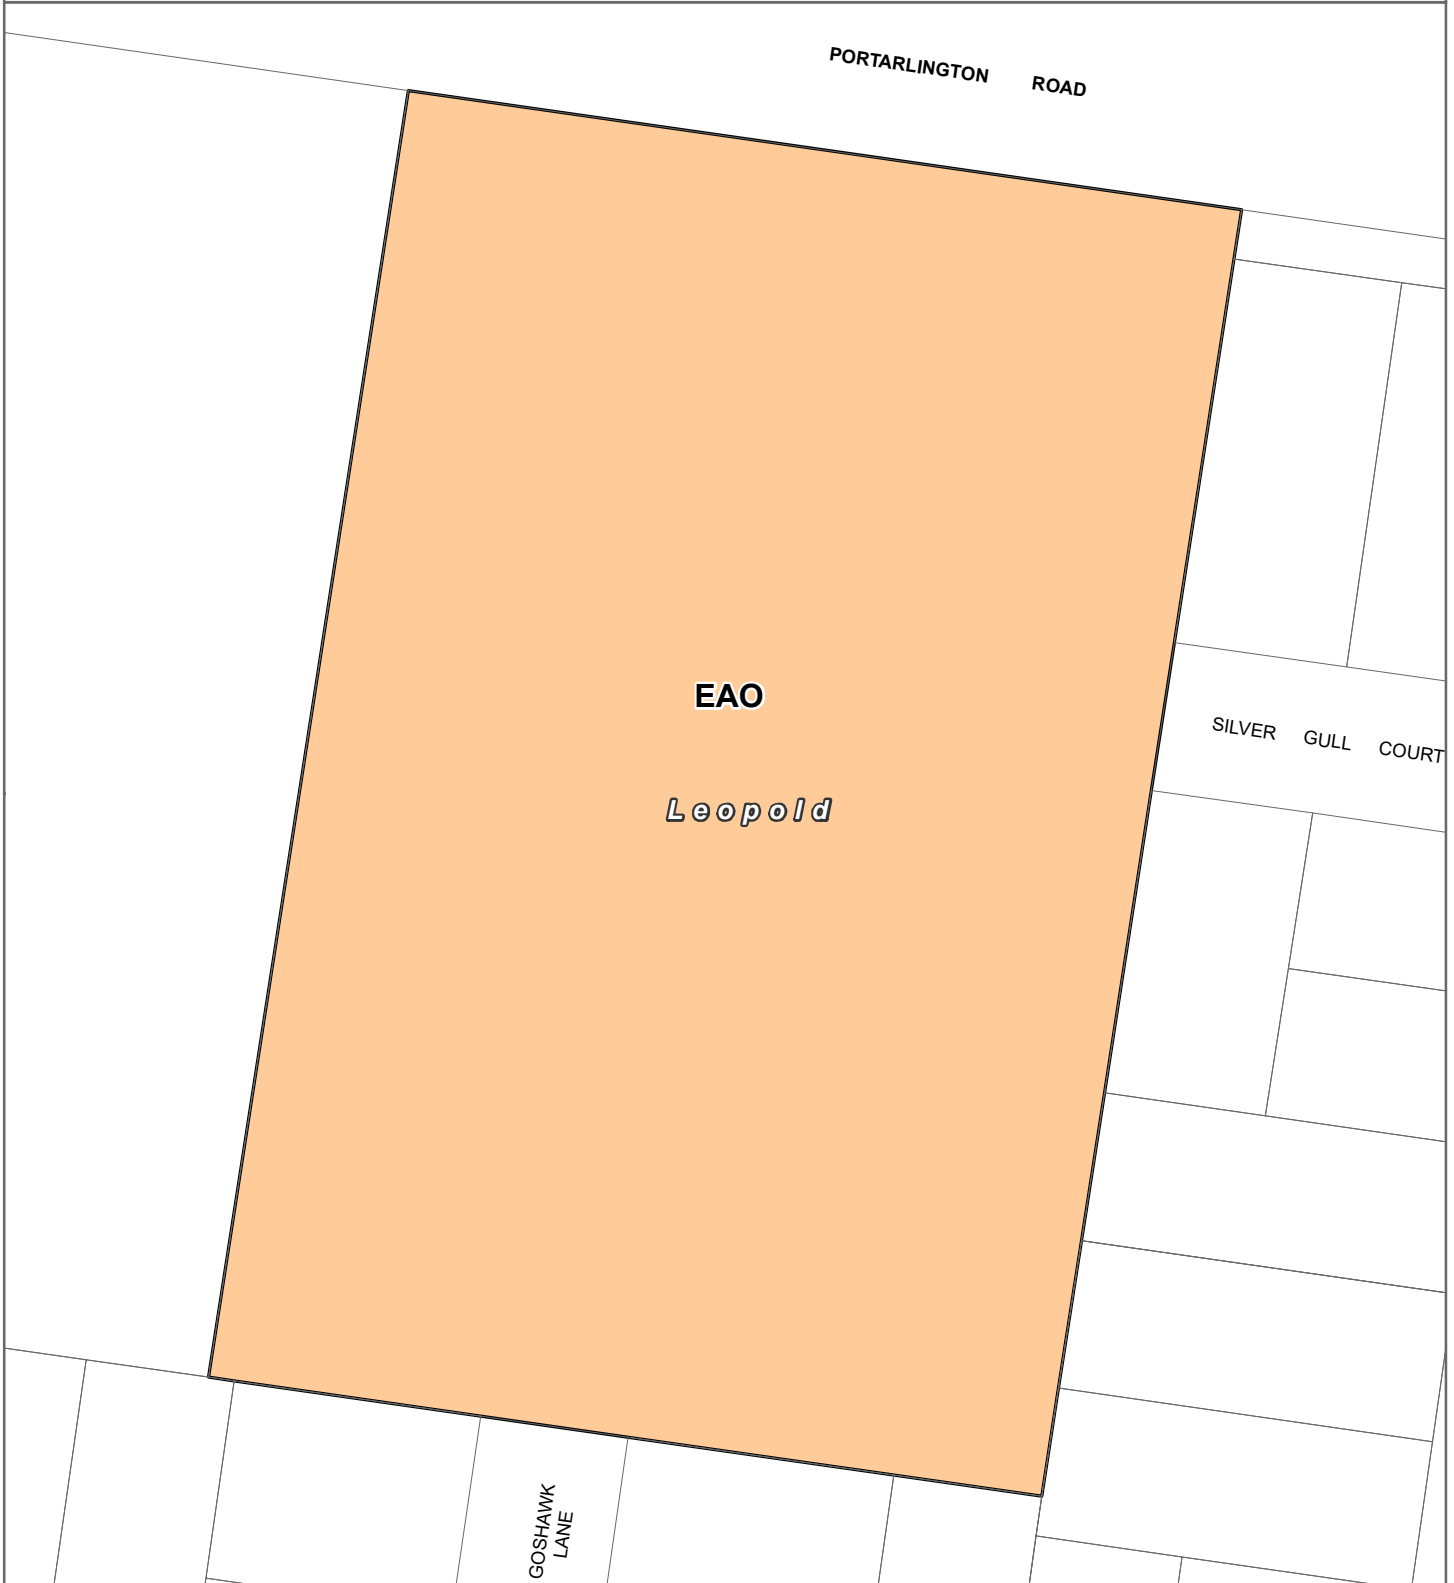 PORTARLINGTON ROAD
EAO
SILVER GULL COURT
Leopold
GOSHAWK
LANE